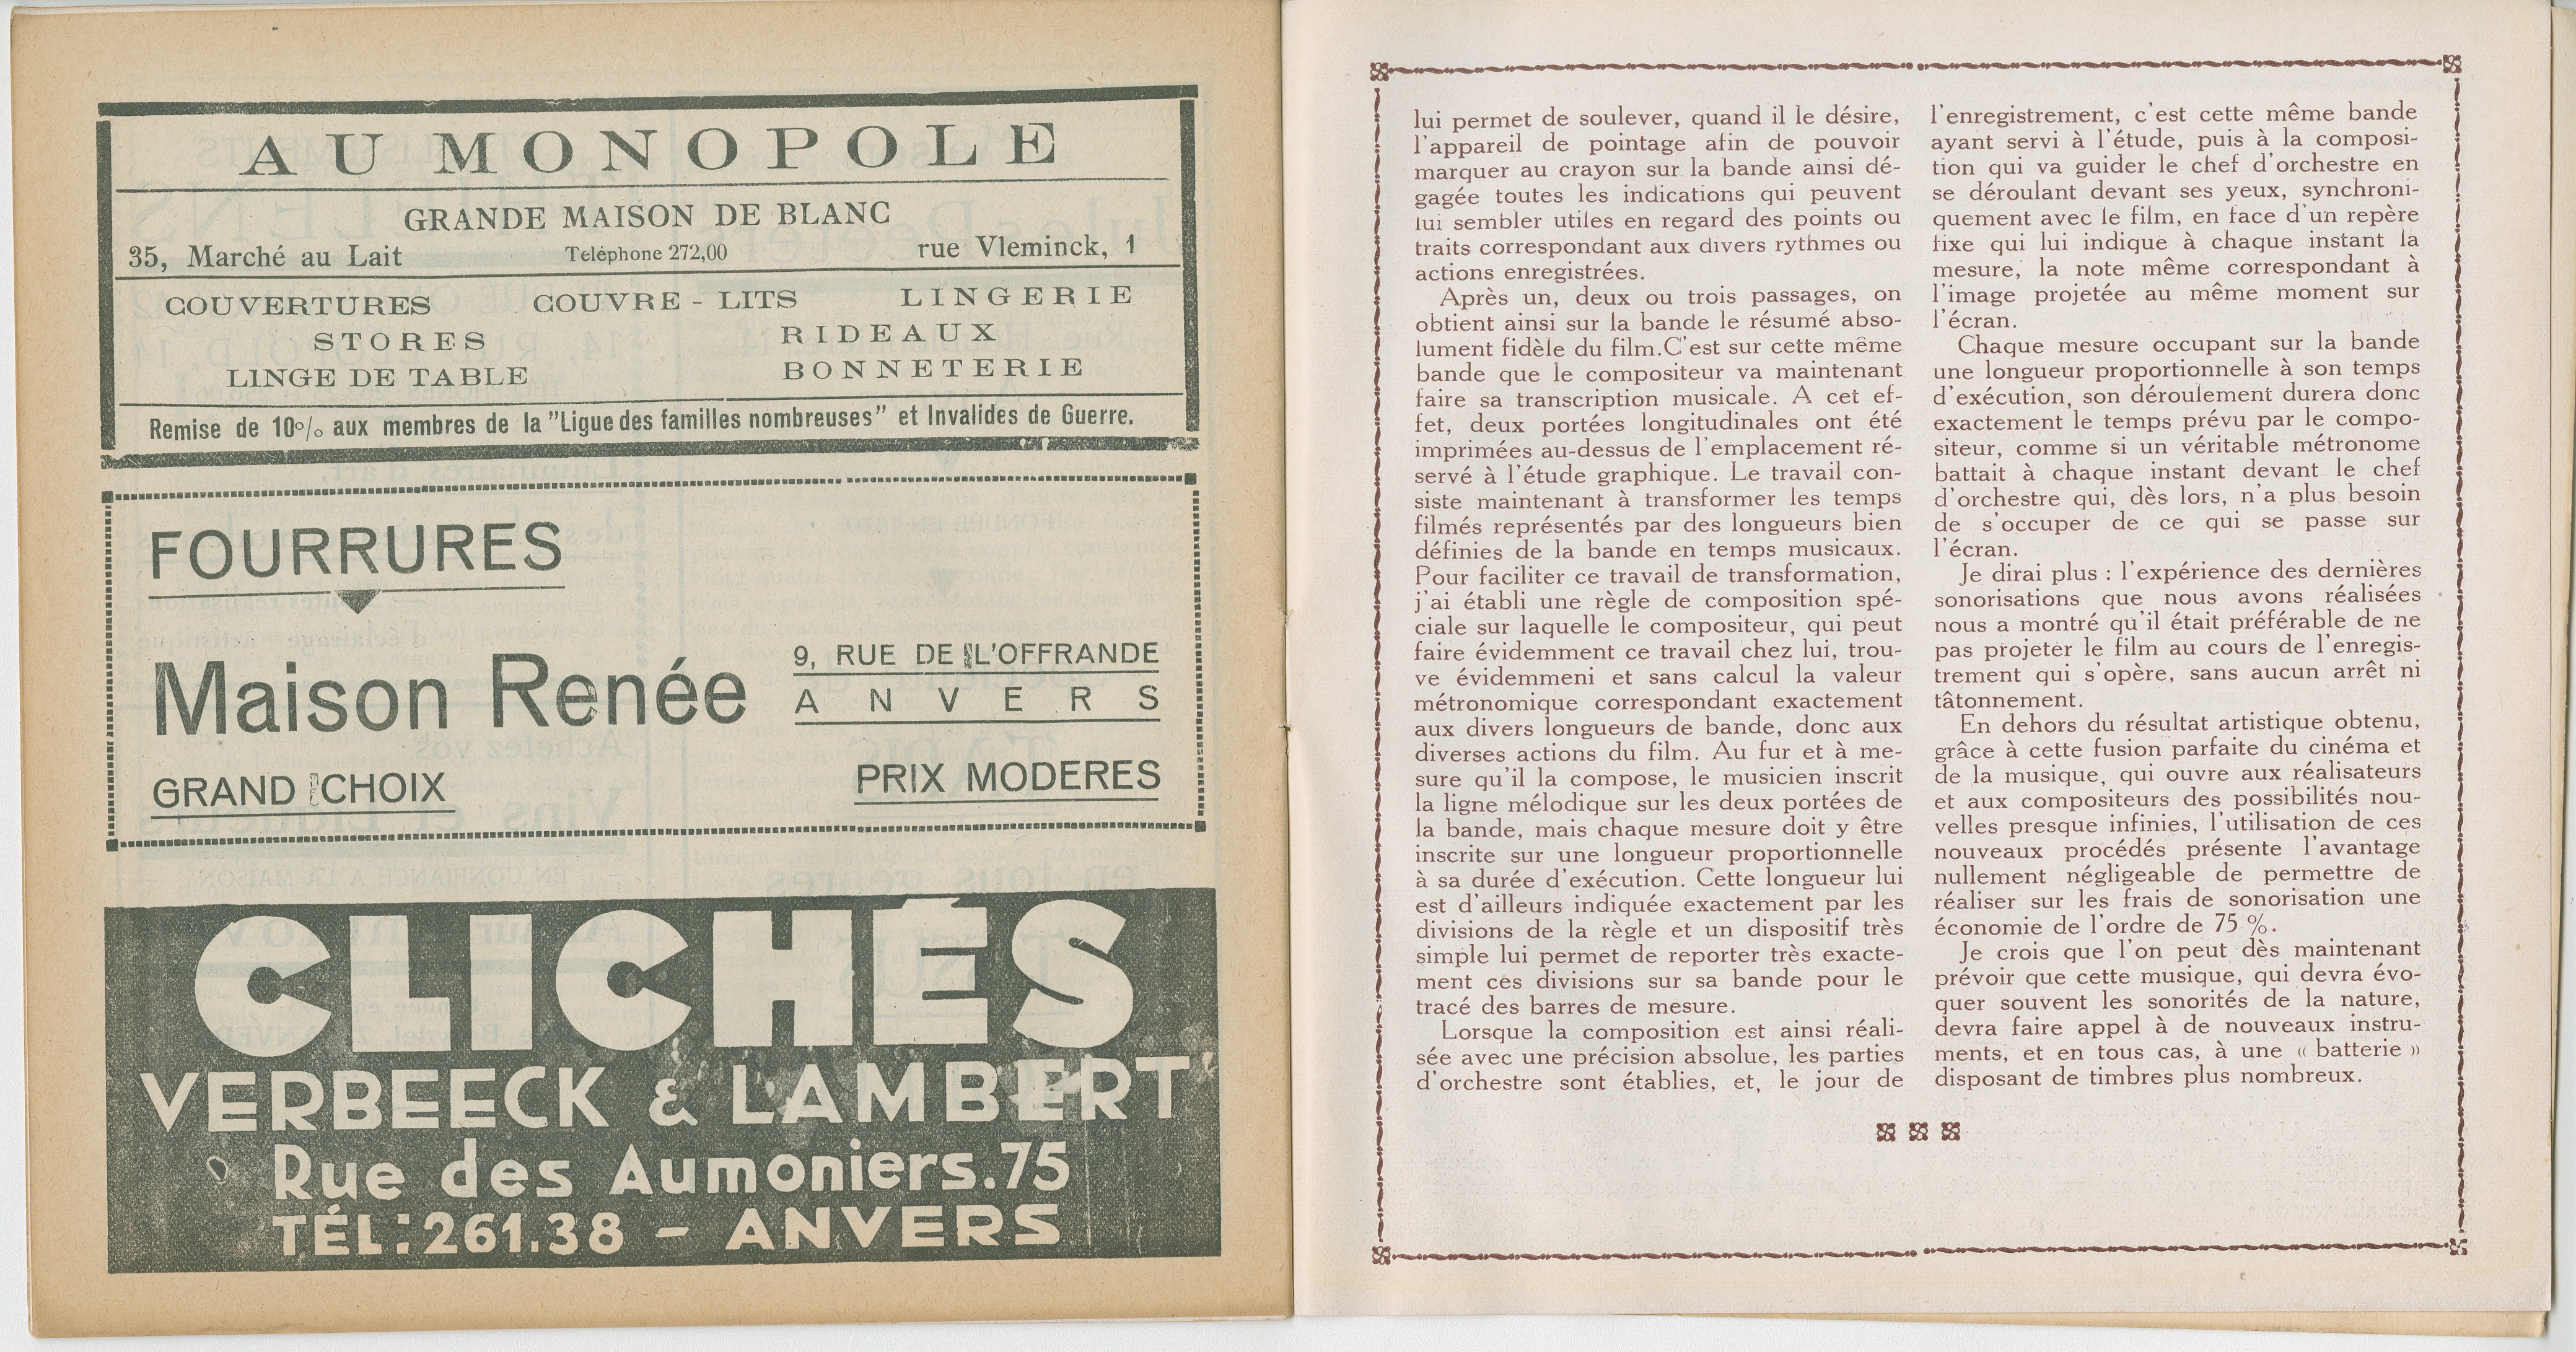 AU MONOPOLE
GRANDE MAISON DE BLANC
35, Marché au Lait Teléphone 272,00 rue Vleminck, 1
COUVERTURES COUVRE - LITS LINGERIE
STORES RIDEAUX
LINGE DE TABLE BONNETERIE
Remise de 10% aux membres de la "Ligue des familles nombreuses" et Invalides de Guerre.
FOURRURES
Maison Renée
9, RUE DE L'OFFRANDE
ANVERS
GRAND CHOIX
PRIX MODERES
CLICHÉS
VERBEECK & LAMBERT
Rue des Aumoniers.75
TÉL:261.38 - ANVERS
lui permet de soulever, quand il le désire,
l'appareil de pointage afin de pouvoir
marquer au crayon sur la bande ainsi dé-
gagée toutes les indications qui peuvent
lui sembler utiles en regard des points ou
traits correspondant aux divers rythmes ou
actions enregistrées.
Après un, deux ou trois passages, on
obtient ainsi sur la bande le résumé abso-
lument fidèle du film.C'est sur cette même
bande que le compositeur va maintenant
faire sa transcription musicale. A cet ef-
fet, deux portées longitudinales ont été
imprimées au-dessus de l'emplacement ré-
servé à l'étude graphique. Le travail con-
siste maintenant à transformer les temps
filmés représentés par des longueurs bien
définies de la bande en temps musicaux.
Pour faciliter ce travail de transformation,
j'ai établi une règle de composition spé-
ciale sur laquelle le compositeur, qui peut
faire évidemment ce travail chez lui, trou-
ve évidemmeni et sans calcul la valeur
métronomique correspondant exactement
aux divers longueurs de bande, donc aux
diverses actions du film. Au fur et à me-
sure qu'il la compose, le musicien inscrit
la ligne mélodique sur les deux portées de
la bande, mais chaque mesure doit y être
inscrite sur une longueur proportionnelle
à sa durée d'exécution. Cette longueur lui
est d'ailleurs indiquée exactement par les
divisions de la règle et un dispositif très
simple lui permet de reporter très exacte-
ment ces divisions sur sa bande pour le
tracé des barres de mesure.
Lorsque la composition est ainsi réali-
sée avec une précision absolue, les parties
d'orchestre sont établies, et, le jour de
l'enregistrement, c'est cette même bande
ayant servi à l'étude, puis à la composi-
tion qui va guider le chef d'orchestre en
se déroulant devant ses yeux, synchroni-
quement avec le film, en face d'un repère
fixe qui lui indique à chaque instant la
mesure, la note même correspondant à
l'image projetée au même moment sur
l'écran.
Chaque mesure occupant sur la bande
une longueur proportionnelle à son temps
d'exécution, son déroulement durera donc
exactement le temps prévu par le compo-
siteur, comme si un véritable métronome
battait à chaque instant devant le chef
d'orchestre qui, dès lors, n'a plus besoin
de s'occuper de ce qui se passe sur
l'écran.
Je dirai plus : l'expérience des dernières
sonorisations que nous avons réalisées
nous a montré qu'il était préférable de ne
pas projeter le film au cours de l'enregis-
trement qui s'opère, sans aucun arrêt ni
tâtonnement.
En dehors du résultat artistique obtenu,
grâce à cette fusion parfaite du cinéma et
de la musique, qui ouvre aux réalisateurs
et aux compositeurs des possibilités nou-
velles presque infinies, l'utilisation de ces
nouveaux procédés présente l'avantage
nullement négligeable de permettre de
réaliser sur les frais de sonorisation une
économie de l'ordre de 75 %.
Je crois que l'on peut dès maintenant
prévoir que cette musique, qui devra évo-
quer souvent les sonorités de la nature,
devra faire appel à de nouveaux instru-
ments, et en tous cas, à une « batterie »
disposant de timbres plus nombreux.